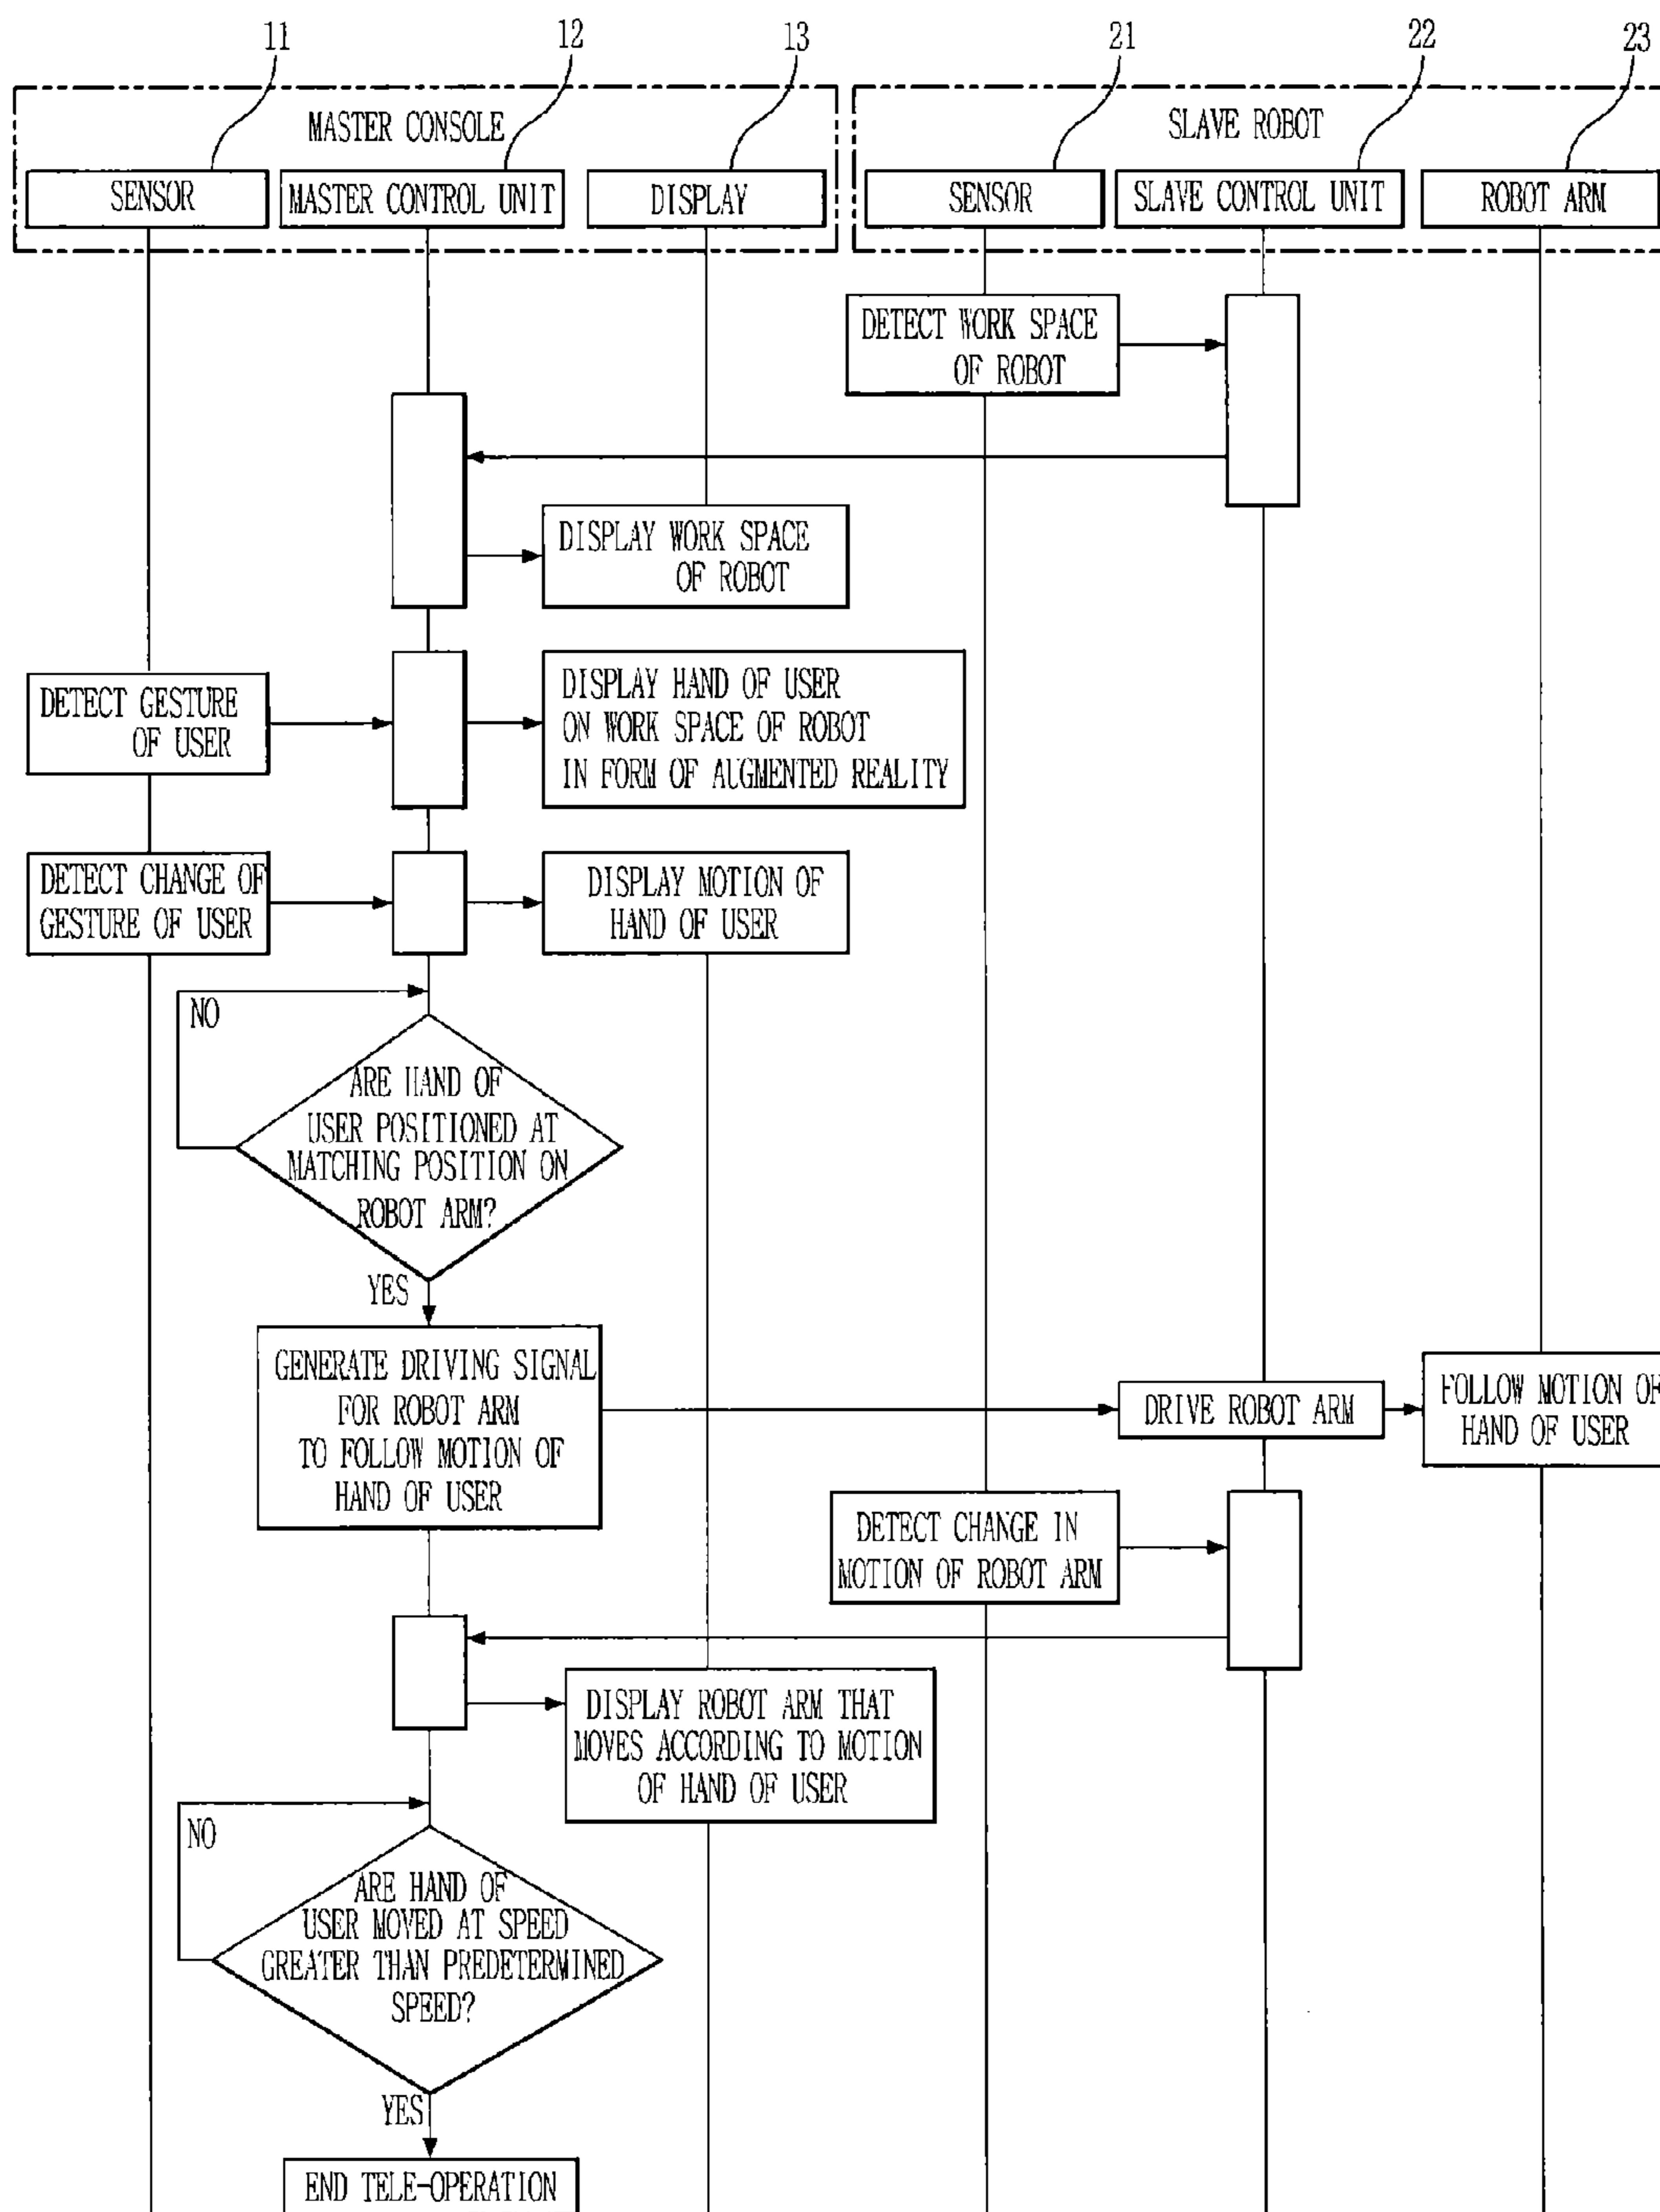 11
12
13
21
22
23
MASTER CONSOLE
SLAVE ROBOT
SENSOR
MASTER CONTROL UNIT
DISPLAY
SENSOR
SLAVE CONTROL UNIT
ROBOT ARM
DETECT WORK SPACE
OF ROBOT
DISPLAY WORK SPACE
OF ROBOT
DETECT GESTURE
OF USER
DISPLAY HAND OF USER
ON WORK SPACE OF ROBOT
IN FORM OF AUGMENTED REALITY
DETECT CHANGE OF
GESTURE OF USER
DISPLAY MOTION OF
HAND OF USER
NO
ARE HAND OF
USER POSITIONED AT
MATCHING POSITION ON
ROBOT ARM?
YES
GENERATE DRIVING SIGNAL
FOR ROBOT ARM
TO FOLLOW MOTION OF
HAND OF USER
DRIVE ROBOT ARM
FOLLOW MOTION OF
HAND OF USER
DETECT CHANGE IN
MOTION OF ROBOT ARM
DISPLAY ROBOT ARM THAT
MOVES ACCORDING TO MOTION
OF HAND OF USER
NO
ARE HAND OF
USER MOVED AT SPEED
GREATER THAN PREDETERMINED
SPEED?
YES
END TELE-OPERATION